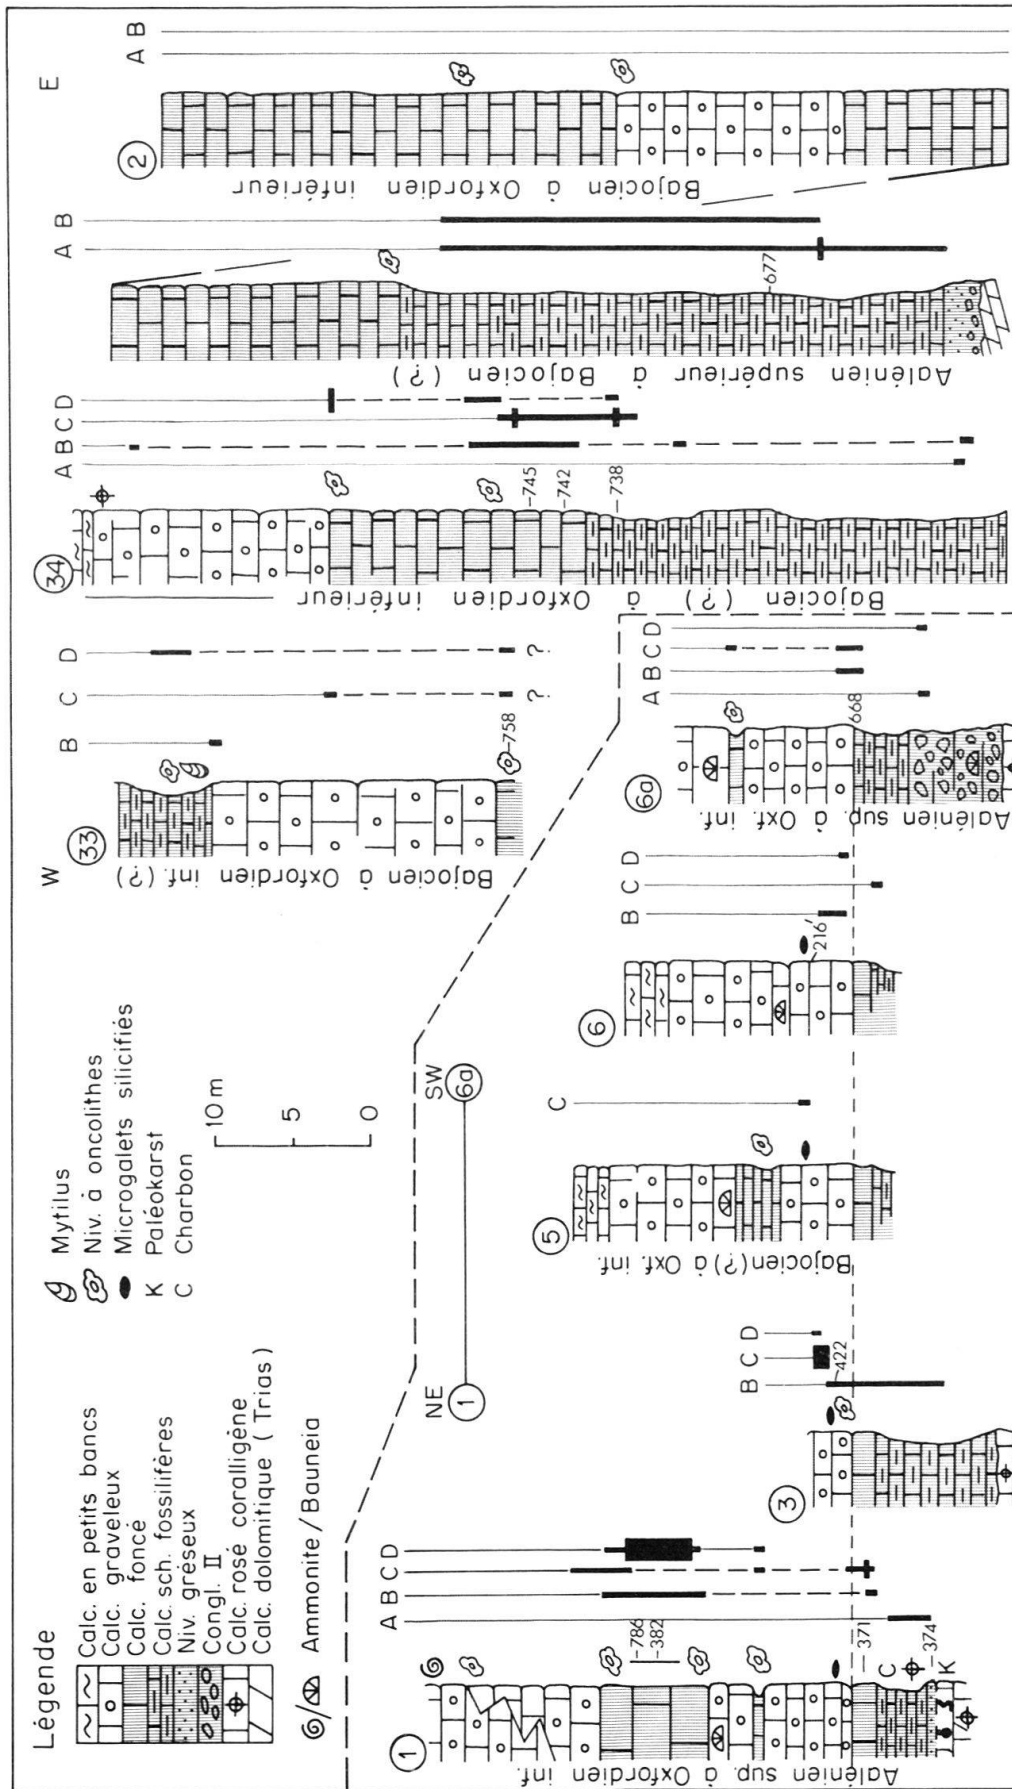 Légende
Calc. en petits bancs
Calc. graveleux
Calc. foncé
Calc. sch. fossilifères
Niv. gréseux
Congl. II
Calc. rosé coralligène
Calc. dolomitique (Trias)
Ammonite / Bauneia
Mytilus
Niv. à oncolithes
Microgalets silicifiés
K Paléokarst
C Charbon
10 m
5
0
NE
SW
1
6a
W
E
33
B
C
D
758
?
?
Bajocien à Oxfordien inf. (?)
34
A B C D
745
742
738
Bajocien (?) à Oxfordien inférieur
A B
677
Aalénien supérieur à Bajocien (?)
2
A B
Bajocien à Oxfordien inférieur
1
A B C D
786
382
371
374
C
K
Aalénien sup. à Oxfordien inf.
3
B C D
422
5
C
Bajocien (?) à Oxf. inf.
6
B C D
216
6a
A B C D
668
Aalénien sup. à Oxf. inf.